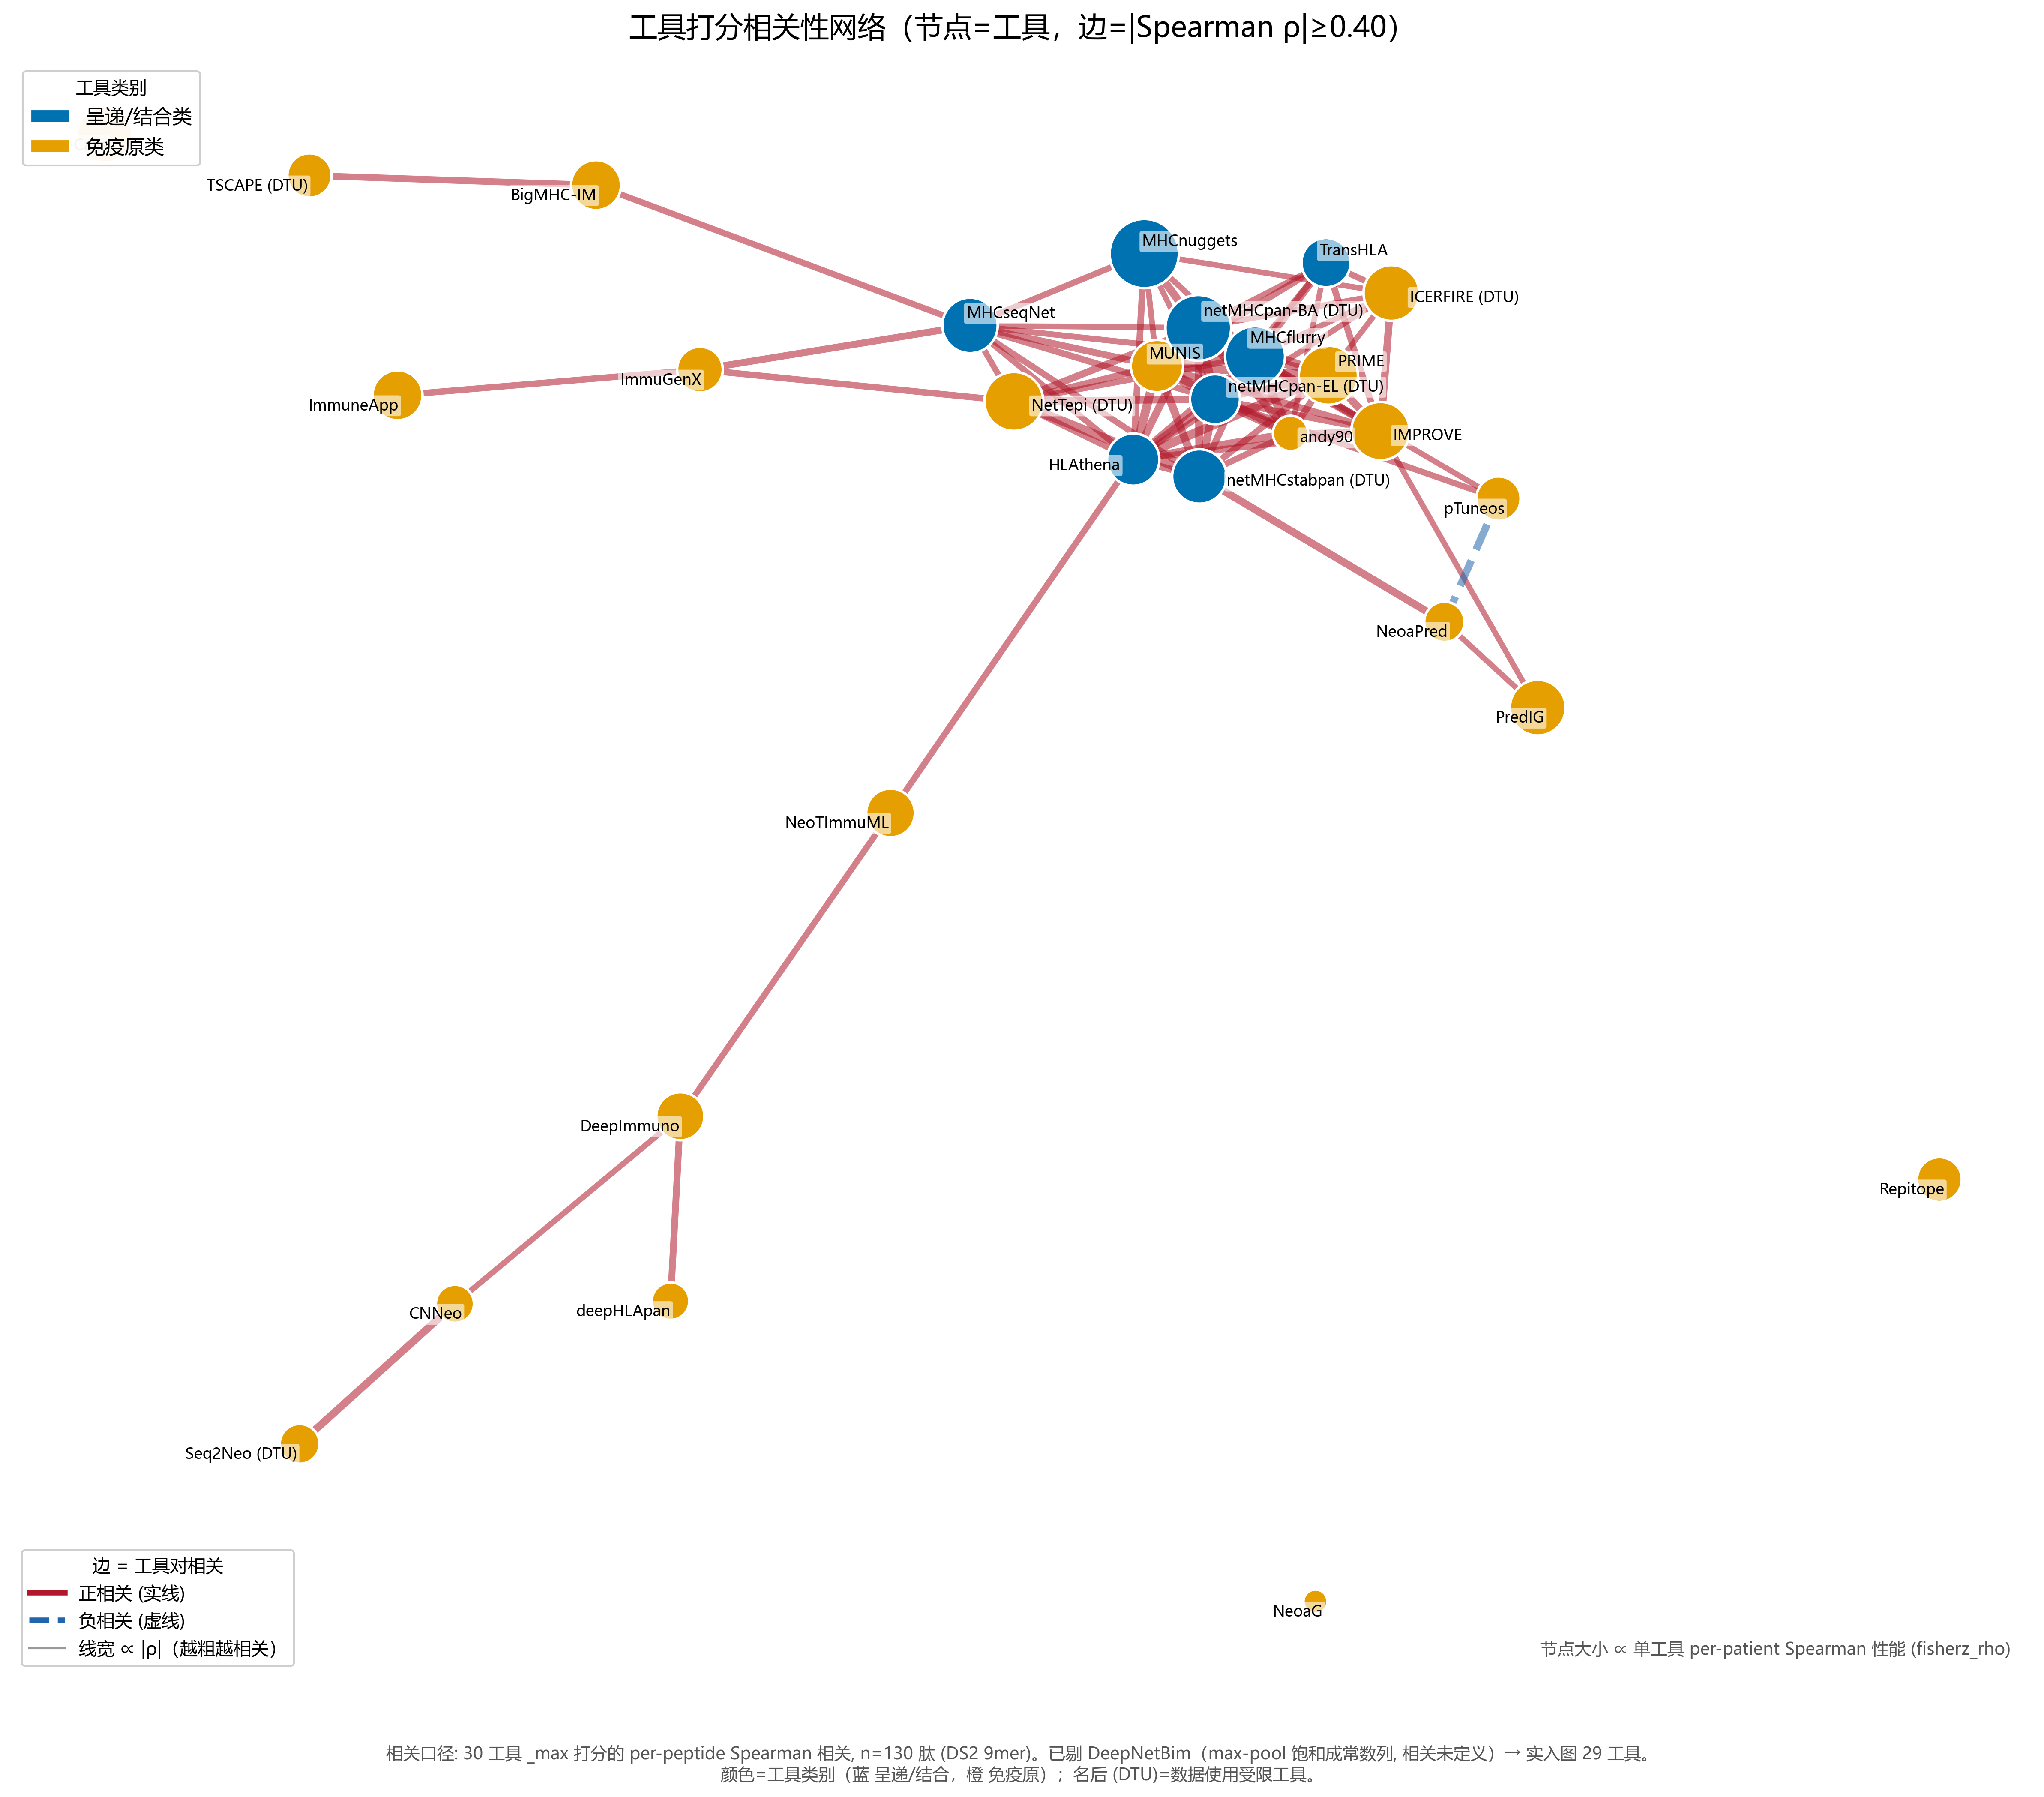 工具打分相关性网络（节点=工具，边=|Spearman ρ|≥0.40）
工具类别
呈递/结合类
免疫原类
TSCAPE (DTU)
BigMHC-IM
MHCnuggets
TransHLA
ICERFIRE (DTU)
MHCseqNet
netMHCpan-BA (DTU)
MHCflurry
MUNIS
PRIME
ImmuGenX
netMHCpan-EL (DTU)
ImmuneApp
NetTepi (DTU)
andy90
IMPROVE
HLAthena
netMHCstabpan (DTU)
pTuneos
NeoaPred
PredIG
NeoTImmuML
DeepImmuno
Repitope
CNNeo
deepHLApan
Seq2Neo (DTU)
边 = 工具对相关
正相关 (实线)
负相关 (虚线)
线宽 ∝ |ρ|（越粗越相关）
NeoaG
节点大小 ∝ 单工具 per-patient Spearman 性能 (fisherz_rho)
相关口径: 30 工具 _max 打分的 per-peptide Spearman 相关, n=130 肽 (DS2 9mer)。已剔 DeepNetBim（max-pool 饱和成常数列, 相关未定义）→ 实入图 29 工具。
颜色=工具类别（蓝 呈递/结合，橙 免疫原）；名后 (DTU)=数据使用受限工具。